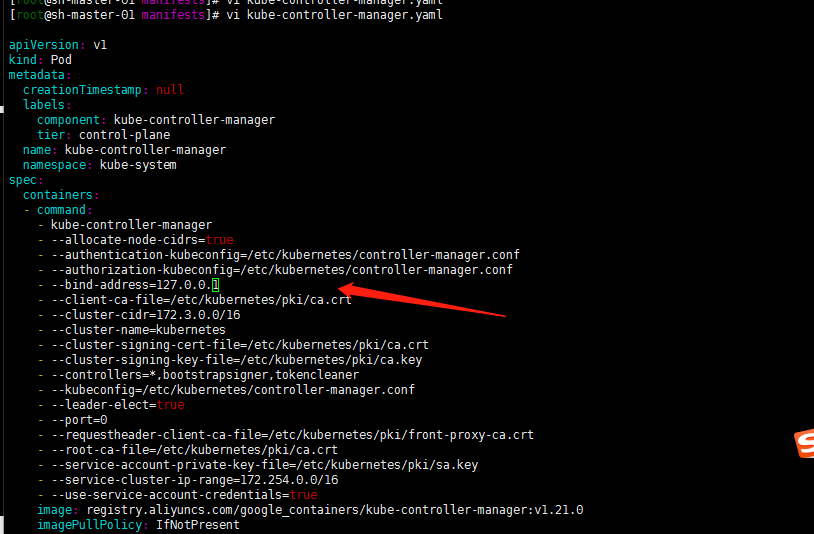 [root@sh-master-01 manifests]# vi kube-controller-manager.yaml
[root@sh-master-01 manifests]# vi kube-controller-manager.yaml
apiVersion: v1
kind: Pod
metadata:
  creationTimestamp: null
  labels:
    component: kube-controller-manager
    tier: control-plane
  name: kube-controller-manager
  namespace: kube-system
spec:
  containers:
  - command:
    - kube-controller-manager
    - --allocate-node-cidrs=true
    - --authentication-kubeconfig=/etc/kubernetes/controller-manager.conf
    - --authorization-kubeconfig=/etc/kubernetes/controller-manager.conf
    - --bind-address=127.0.0.1
    - --client-ca-file=/etc/kubernetes/pki/ca.crt
    - --cluster-cidr=172.3.0.0/16
    - --cluster-name=kubernetes
    - --cluster-signing-cert-file=/etc/kubernetes/pki/ca.crt
    - --cluster-signing-key-file=/etc/kubernetes/pki/ca.key
    - --controllers=*,bootstrapsigner,tokencleaner
    - --kubeconfig=/etc/kubernetes/controller-manager.conf
    - --leader-elect=true
    - --port=0
    - --requestheader-client-ca-file=/etc/kubernetes/pki/front-proxy-ca.crt
    - --root-ca-file=/etc/kubernetes/pki/ca.crt
    - --service-account-private-key-file=/etc/kubernetes/pki/sa.key
    - --service-cluster-ip-range=172.254.0.0/16
    - --use-service-account-credentials=true
    image: registry.aliyuncs.com/google_containers/kube-controller-manager:v1.21.0
    imagePullPolicy: IfNotPresent